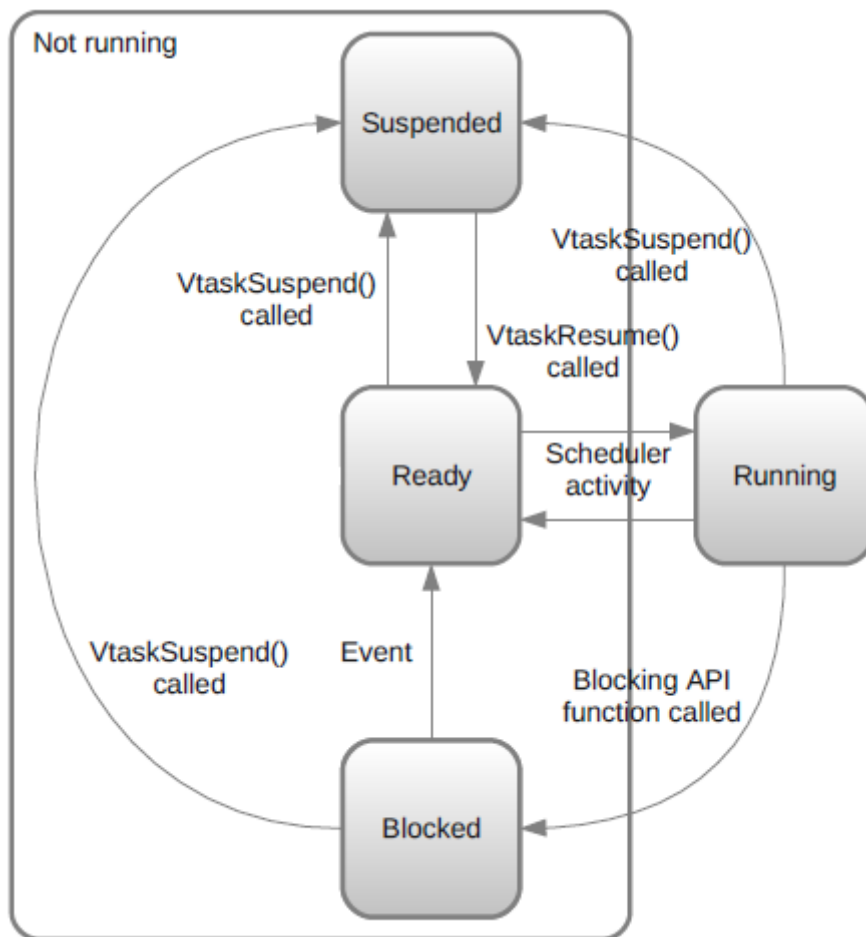 Not running
Suspended
VtaskSuspend()
called
VtaskSuspend()
called
VtaskResume()
called
Ready
Scheduler
activity
Running
VtaskSuspend()
called
Event
Blocking API
function called
Blocked